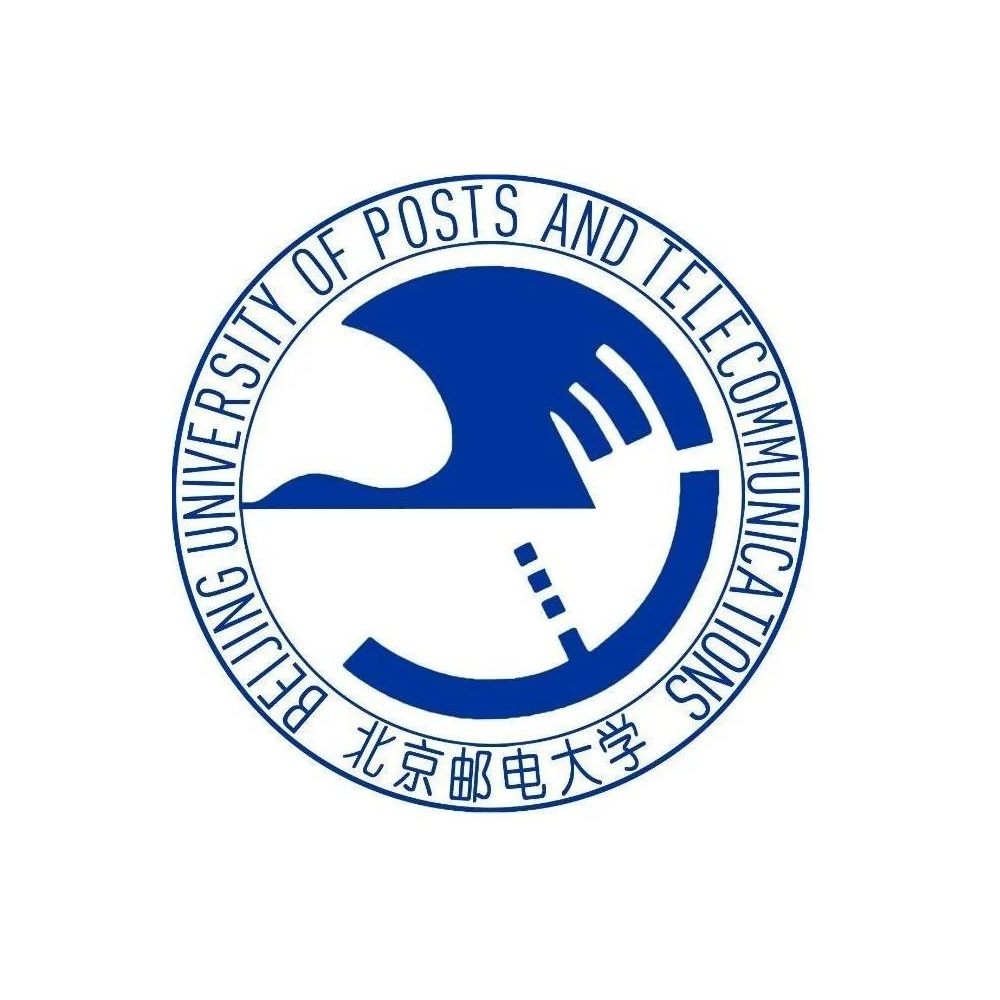 BEIJING UNIVERSITY OF POSTS AND TELECOMMUNICATIONS
北京邮电大学